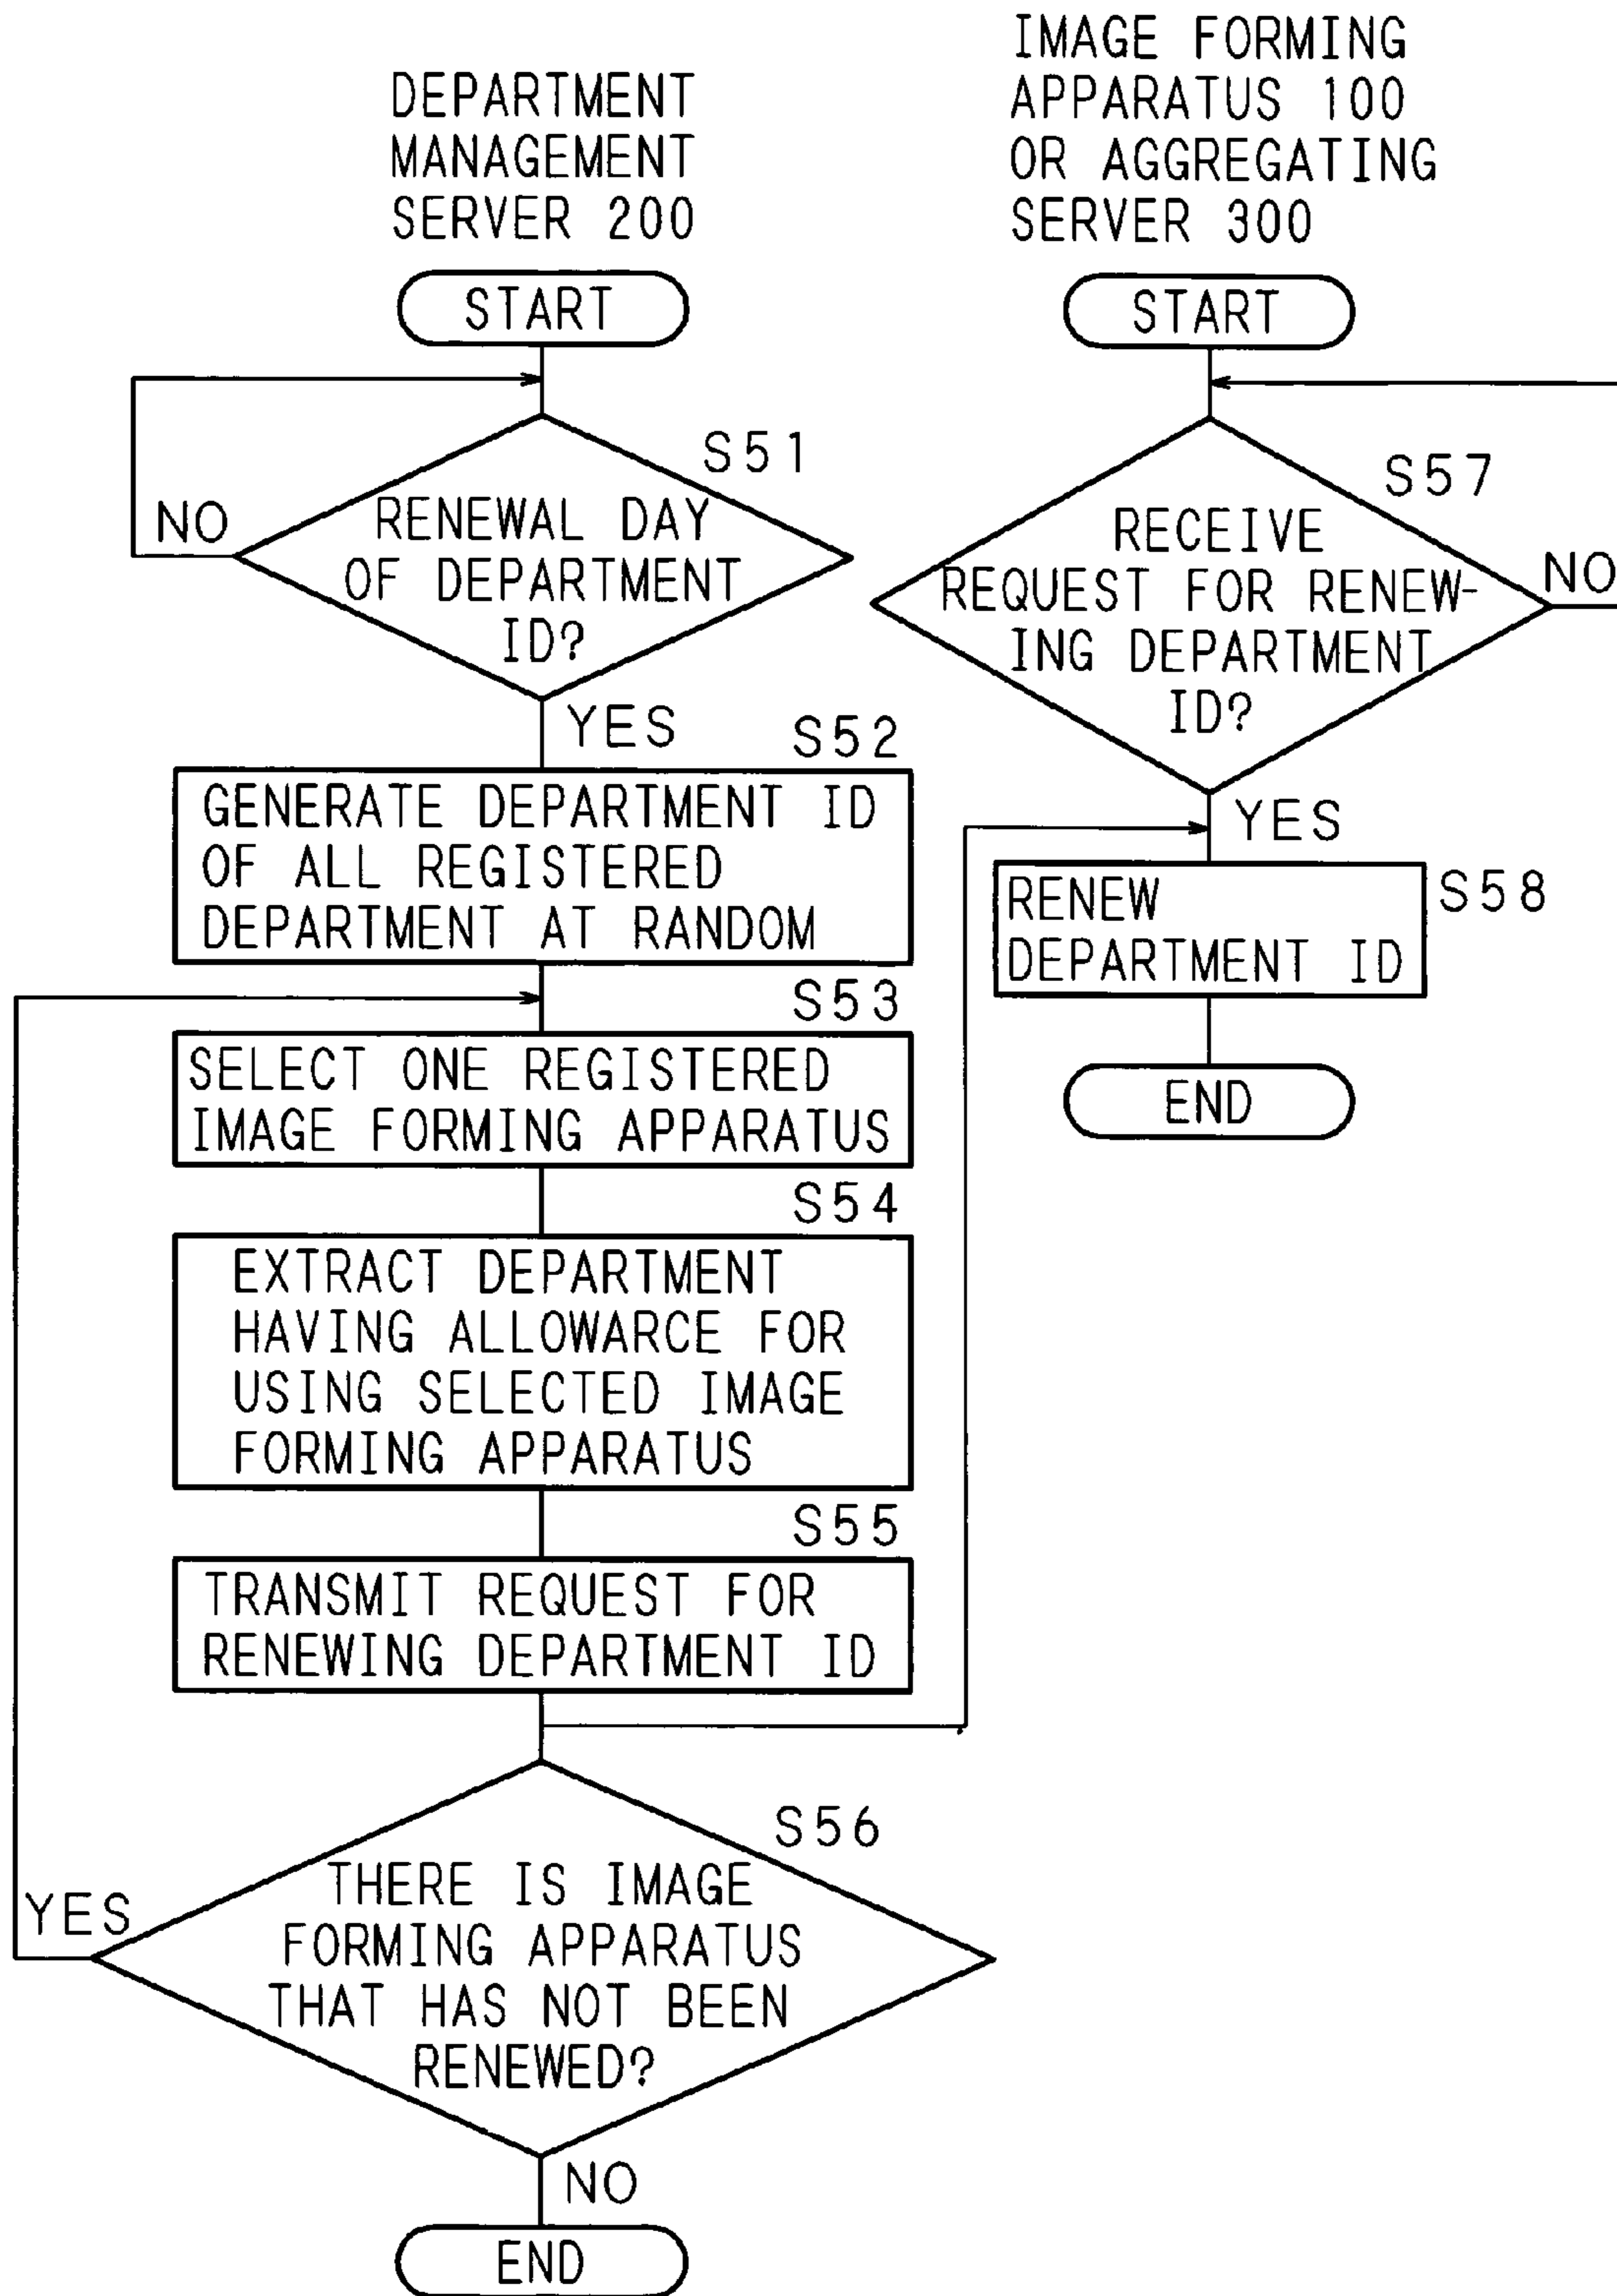 DEPARTMENT
MANAGEMENT
SERVER 200
START
S51
NO
RENEWAL DAY
OF DEPARTMENT
ID?
YES
S52
GENERATE DEPARTMENT ID
OF ALL REGISTERED
DEPARTMENT AT RANDOM
S53
SELECT ONE REGISTERED
IMAGE FORMING APPARATUS
S54
EXTRACT DEPARTMENT
HAVING ALLOWARCE FOR
USING SELECTED IMAGE
FORMING APPARATUS
S55
TRANSMIT REQUEST FOR
RENEWING DEPARTMENT ID
S56
YES
THERE IS IMAGE
FORMING APPARATUS
THAT HAS NOT BEEN
RENEWED?
NO
END
IMAGE FORMING
APPARATUS 100
OR AGGREGATING
SERVER 300
START
S57
RECEIVE
REQUEST FOR RENEW-
ING DEPARTMENT
ID?
NO
YES
S58
RENEW
DEPARTMENT ID
END